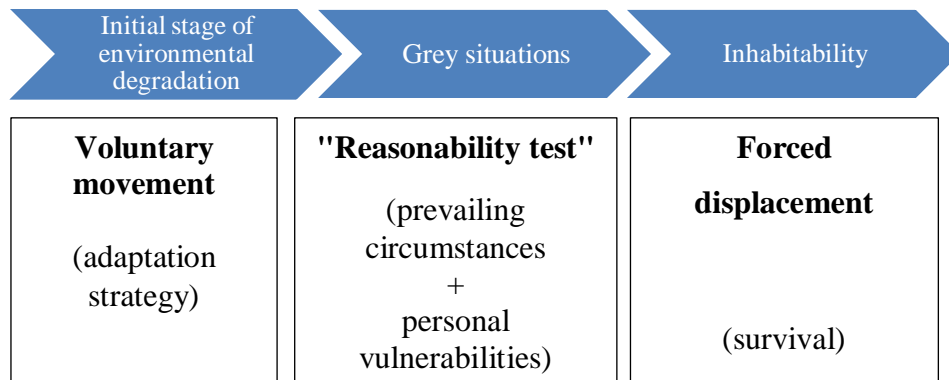 Initial stage of
environmental
degradation
Grey situations
Inhabitability
Voluntary
movement
(adaptation
strategy)
"Reasonability test"
(prevailing
circumstances
+
personal
vulnerabilities)
Forced
displacement
(survival)